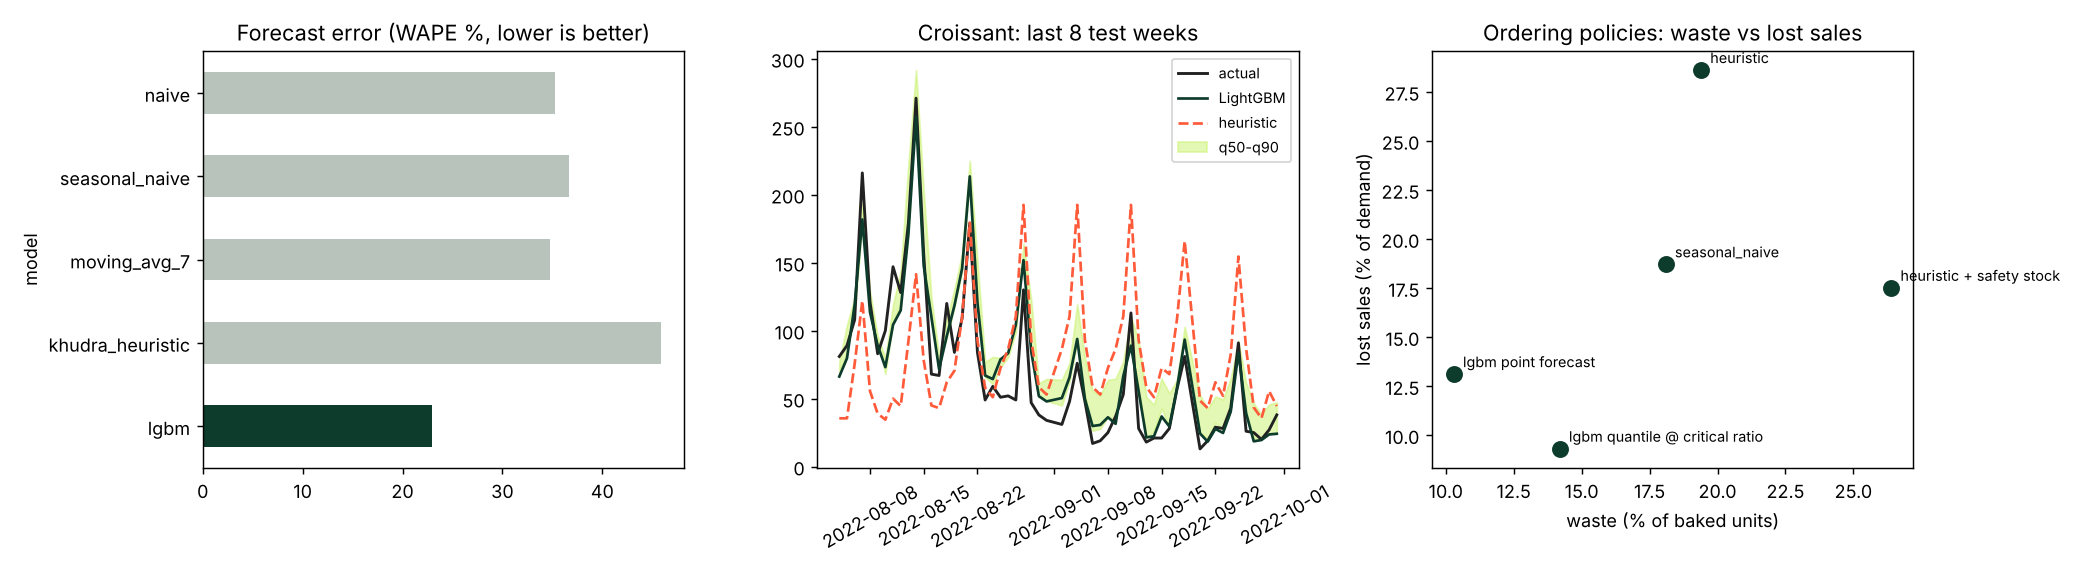 Forecast error (WAPE %, lower is better)
model
naive
seasonal_naive
moving_avg_7
khudra_heuristic
lgbm
0 10 20 30 40
Croissant: last 8 test weeks
300
250
200
150
100
50
0
actual
LightGBM
heuristic
q50-q90
2022-08-08
2022-08-15
2022-08-22
2022-09-01
2022-09-08
2022-09-15
2022-09-22
2022-10-01
Ordering policies: waste vs lost sales
lost sales (% of demand)
27.5
25.0
22.5
20.0
17.5
15.0
12.5
10.0
heuristic
seasonal_naive
heuristic + safety stock
lgbm point forecast
lgbm quantile @ critical ratio
10.0 12.5 15.0 17.5 20.0 22.5 25.0
waste (% of baked units)